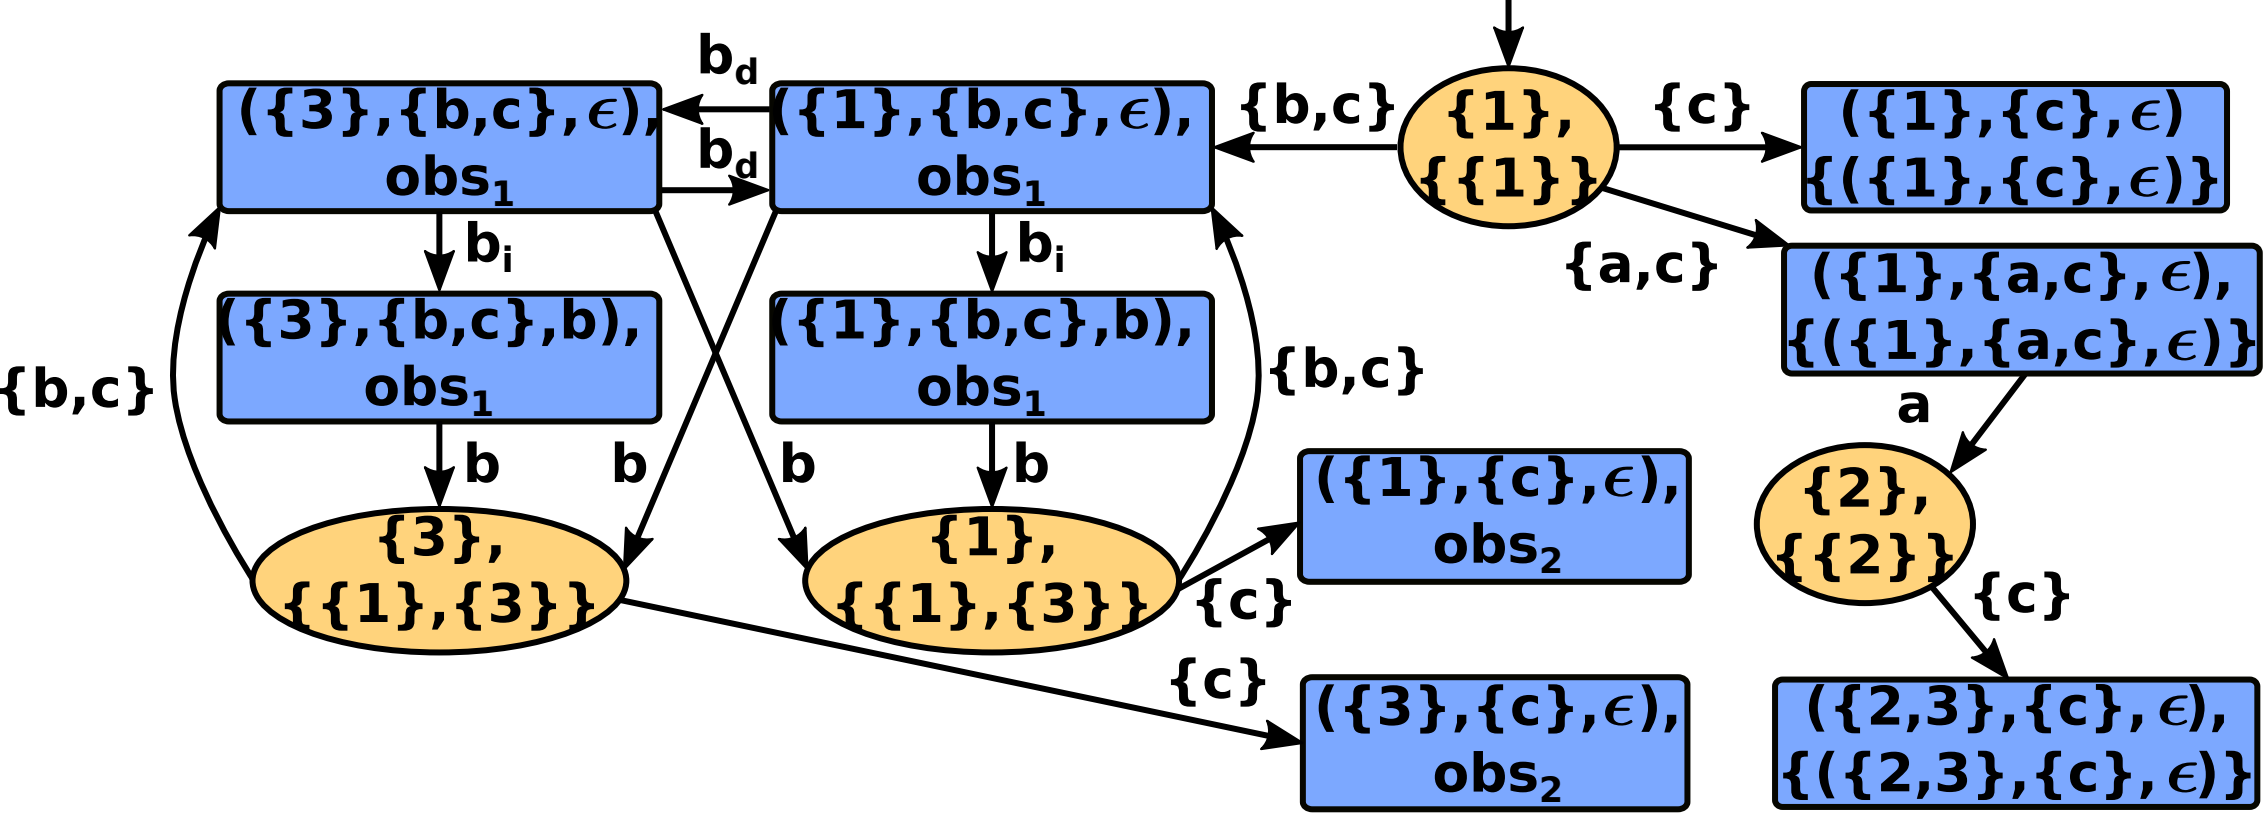 b_d
({3},{b,c},ϵ),
obs₁
b_d
({1},{b,c},ϵ),
obs₁
{b,c}
{1},
{{1}}
{c}
({1},{c},ϵ)
{({1},{c},ϵ)}
b_i
b_i
{a,c}
({1},{a,c},ϵ),
{({1},{a,c},ϵ)}
{b,c}
({3},{b,c},b),
obs₁
({1},{b,c},b),
obs₁
{b,c}
a
b
b
b
b
({1},{c},ϵ),
obs₂
{2},
{{2}}
{3},
{{1},{3}}
{1},
{{1},{3}}
{c}
{c}
{c}
({3},{c},ϵ),
obs₂
({2,3},{c},ϵ),
{({2,3},{c},ϵ)}